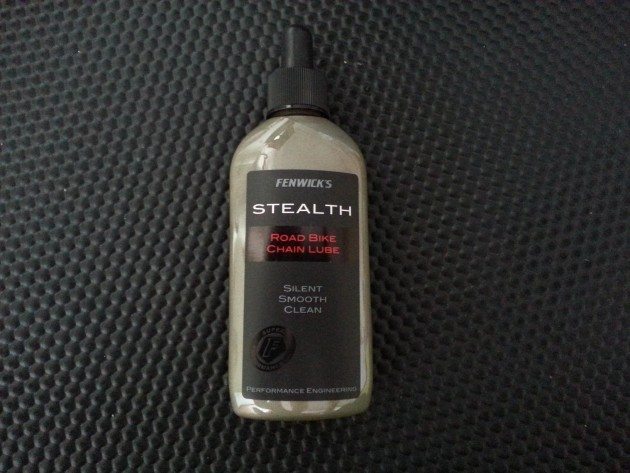 FENWICK'S
STEALTH
ROAD BIKE
CHAIN LUBE
SILENT
SMOOTH
CLEAN
PERFORMANCE ENGINEERING